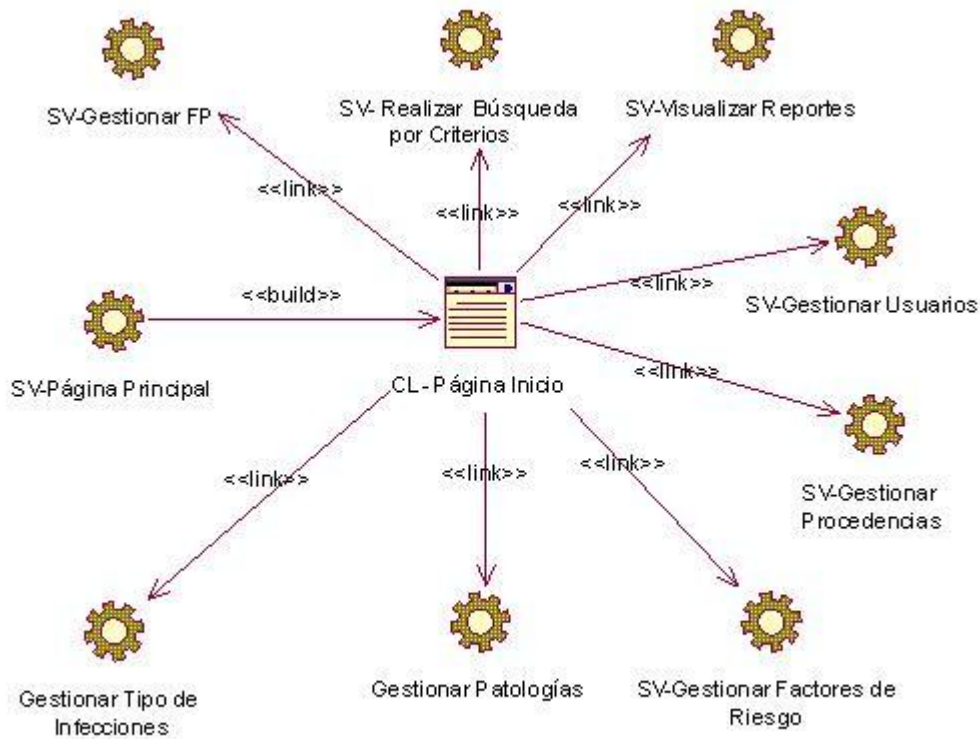 SV-Gestionar FP
SV- Realizar Búsqueda
por Criterios
SV-Visualizar Reportes
<<link>>
<<link>>
<<link>>
<<build>>
<<link>>
SV-Gestionar Usuarios
SV-Página Principal
CL- Página Inicio
<<link>>
<<link>>
<<link>>
<<link>>
SV-Gestionar
Procedencias
Gestionar Tipo de
Infecciones
Gestionar Patologías
SV-Gestionar Factores de
Riesgo